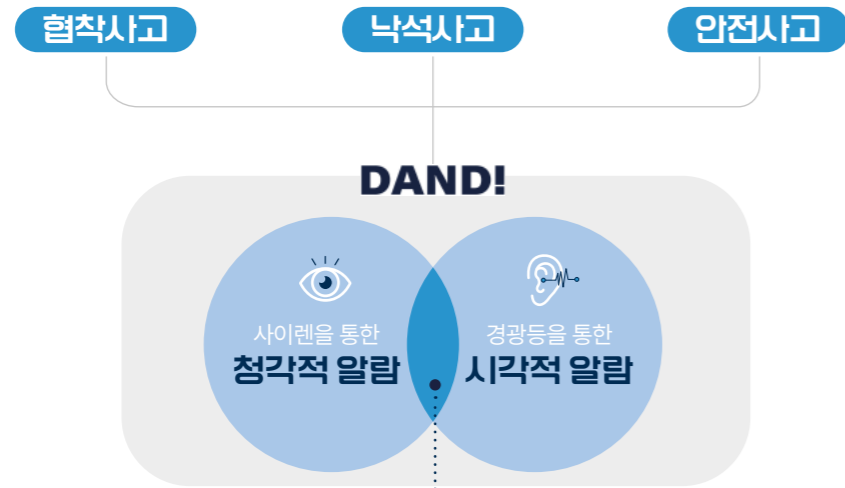 협착사고
낙석사고
안전사고
DAND!
사이렌을 통한
청각적 알람
경광등을 통한
시각적 알람